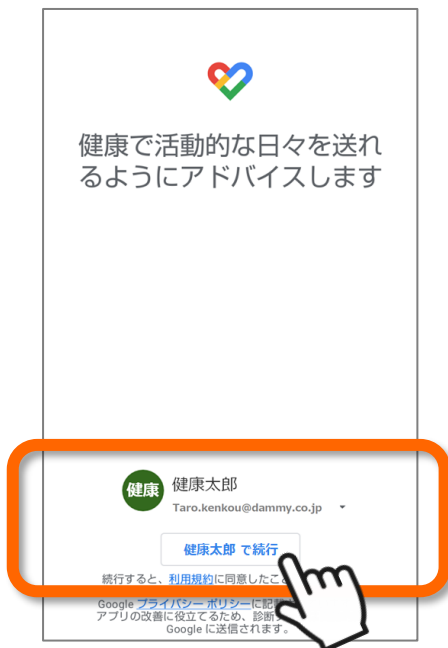 健康で活動的な日々を送れ
るようにアドバイスします
健康
健康太郎
Taro.kenkou@dammy.co.jp
健康太郎 で続行
続行すると、利用規約に同意したこ
Google プライバシー ポリシーに記
アプリの改善に役立てるため、診断
Google に送信されます。